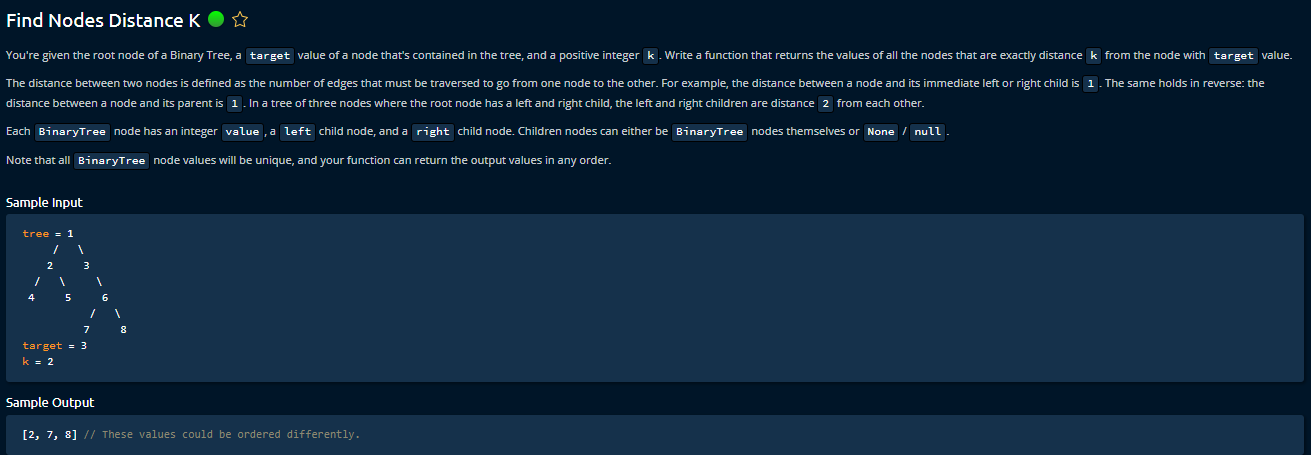 Find Nodes Distance K
You're given the root node of a Binary Tree, a target value of a node that's contained in the tree, and a positive integer k. Write a function that returns the values of all the nodes that are exactly distance k from the node with target value.
The distance between two nodes is defined as the number of edges that must be traversed to go from one node to the other. For example, the distance between a node and its immediate left or right child is 1. The same holds in reverse: the
distance between a node and its parent is 1. In a tree of three nodes where the root node has a left and right child, the left and right children are distance 2 from each other.
Each BinaryTree node has an integer value, a left child node, and a right child node. Children nodes can either be BinaryTree nodes themselves or None / null.
Note that all BinaryTree node values will be unique, and your function can return the output values in any order.
Sample Input
tree = 1
/ \
2 3
/ \ \
4 5 6
/ \
7 8
target = 3
k = 2
Sample Output
[2, 7, 8] // These values could be ordered differently.